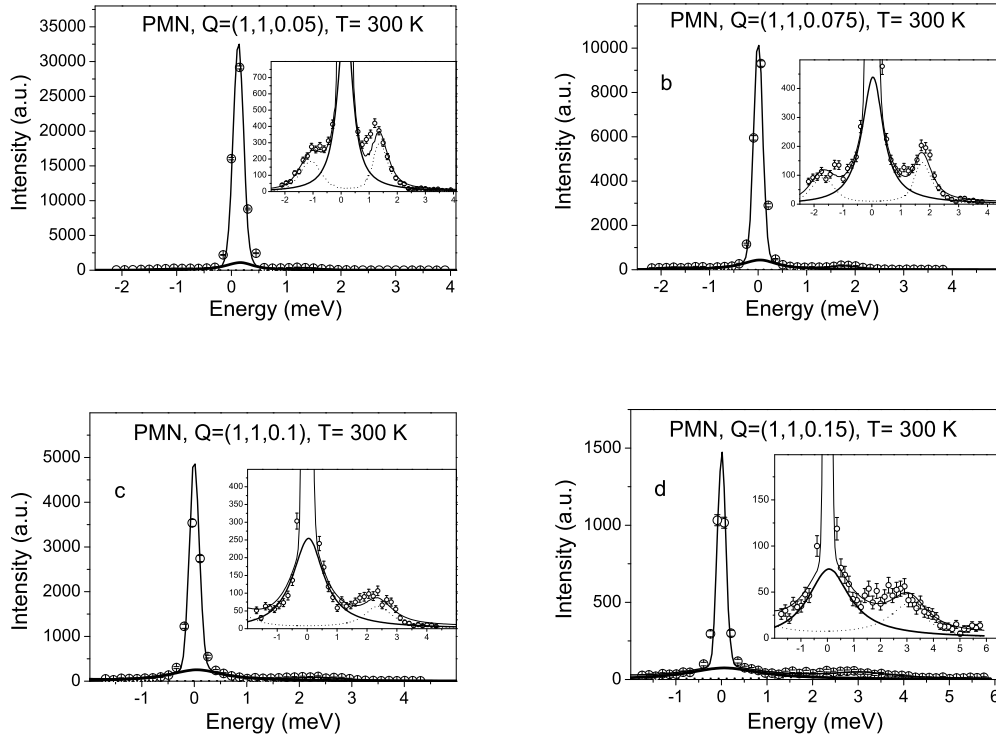 PMN, Q=(1,1,0.05), T= 300 K
Intensity (a.u.)
35000
30000
25000
20000
15000
10000
5000
0
-2 -1 0 1 2 3 4
Energy (meV)
800
700
600
500
400
300
200
100
0
-2 -1 0 1 2 3 4
PMN, Q=(1,1,0.075), T= 300 K
b
Intensity (a.u.)
10000
8000
6000
4000
2000
0
-2 -1 0 1 2 3 4
Energy (meV)
400
300
200
100
0
-2 -1 0 1 2 3 4
PMN, Q=(1,1,0.1), T= 300 K
c
Intensity (a.u.)
5000
4000
3000
2000
1000
0
-1 0 1 2 3 4
Energy (meV)
400
350
300
250
200
150
100
50
0
-1 0 1 2 3 4
PMN, Q=(1,1,0.15), T= 300 K
d
Intensity (a.u.)
1500
1000
500
0
-1 0 1 2 3 4 5 6
Energy (meV)
200
150
100
50
0
-1 0 1 2 3 4 5 6